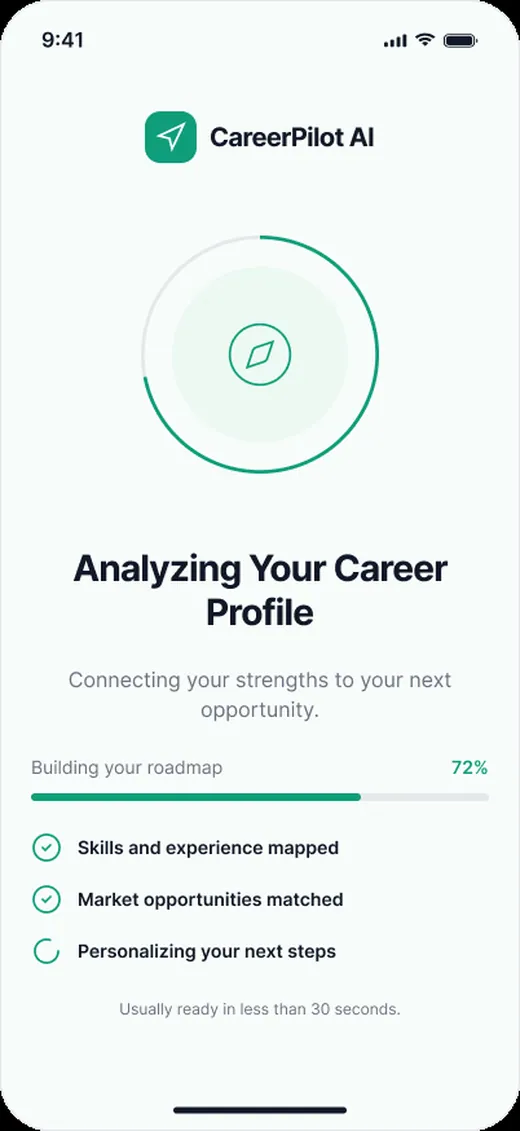 9:41
CareerPilot AI
Analyzing Your Career
Profile
Connecting your strengths to your next
opportunity.
Building your roadmap 72%
Skills and experience mapped
Market opportunities matched
Personalizing your next steps
Usually ready in less than 30 seconds.